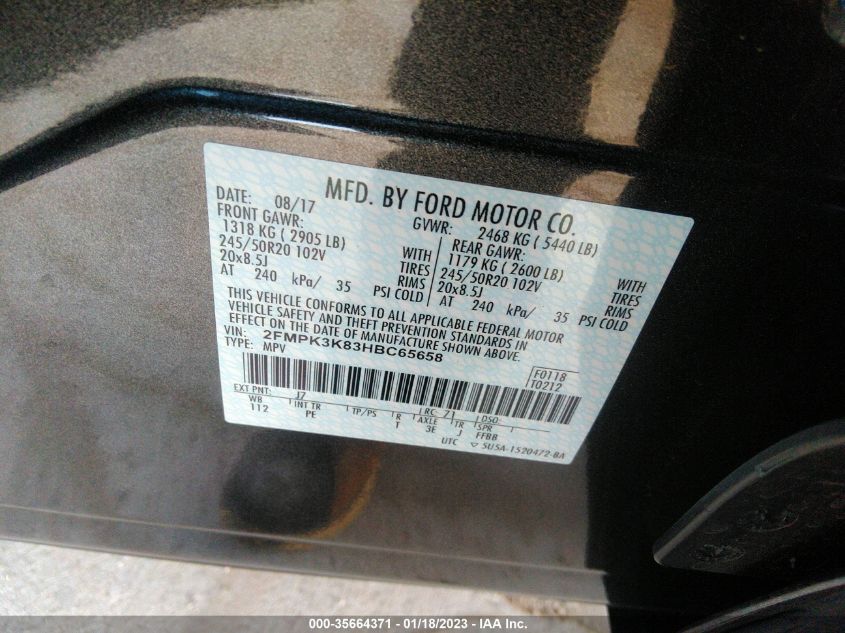 MFD. BY FORD MOTOR CO.
DATE: 08/17 GVWR: 2468 KG ( 5440 LB)
FRONT GAWR: REAR GAWR:
1318 KG ( 2905 LB) WITH 1179 KG ( 2600 LB) WITH
245/50R20 102V TIRES 245/50R20 102V TIRES
20x8.5J RIMS 20x8.5J RIMS
AT 240 kPa/ 35 PSI COLD AT 240 kPa/ 35 PSI COLD
THIS VEHICLE CONFORMS TO ALL APPLICABLE FEDERAL MOTOR
VEHICLE SAFETY AND THEFT PREVENTION STANDARDS IN
EFFECT ON THE DATE OF MANUFACTURE SHOWN ABOVE.
VIN: 2FMPK3K83HBC65658
TYPE: MPV
F0118
T0212
EXT PNT: J7 RC: 71 DSO:
WB INT TR TP/PS R AXLE TR SPR
112 PE T 3E J FFBB
UTC ▽ 5U5A-1520472-BA
000-35664371 - 01/18/2023 - IAA Inc.